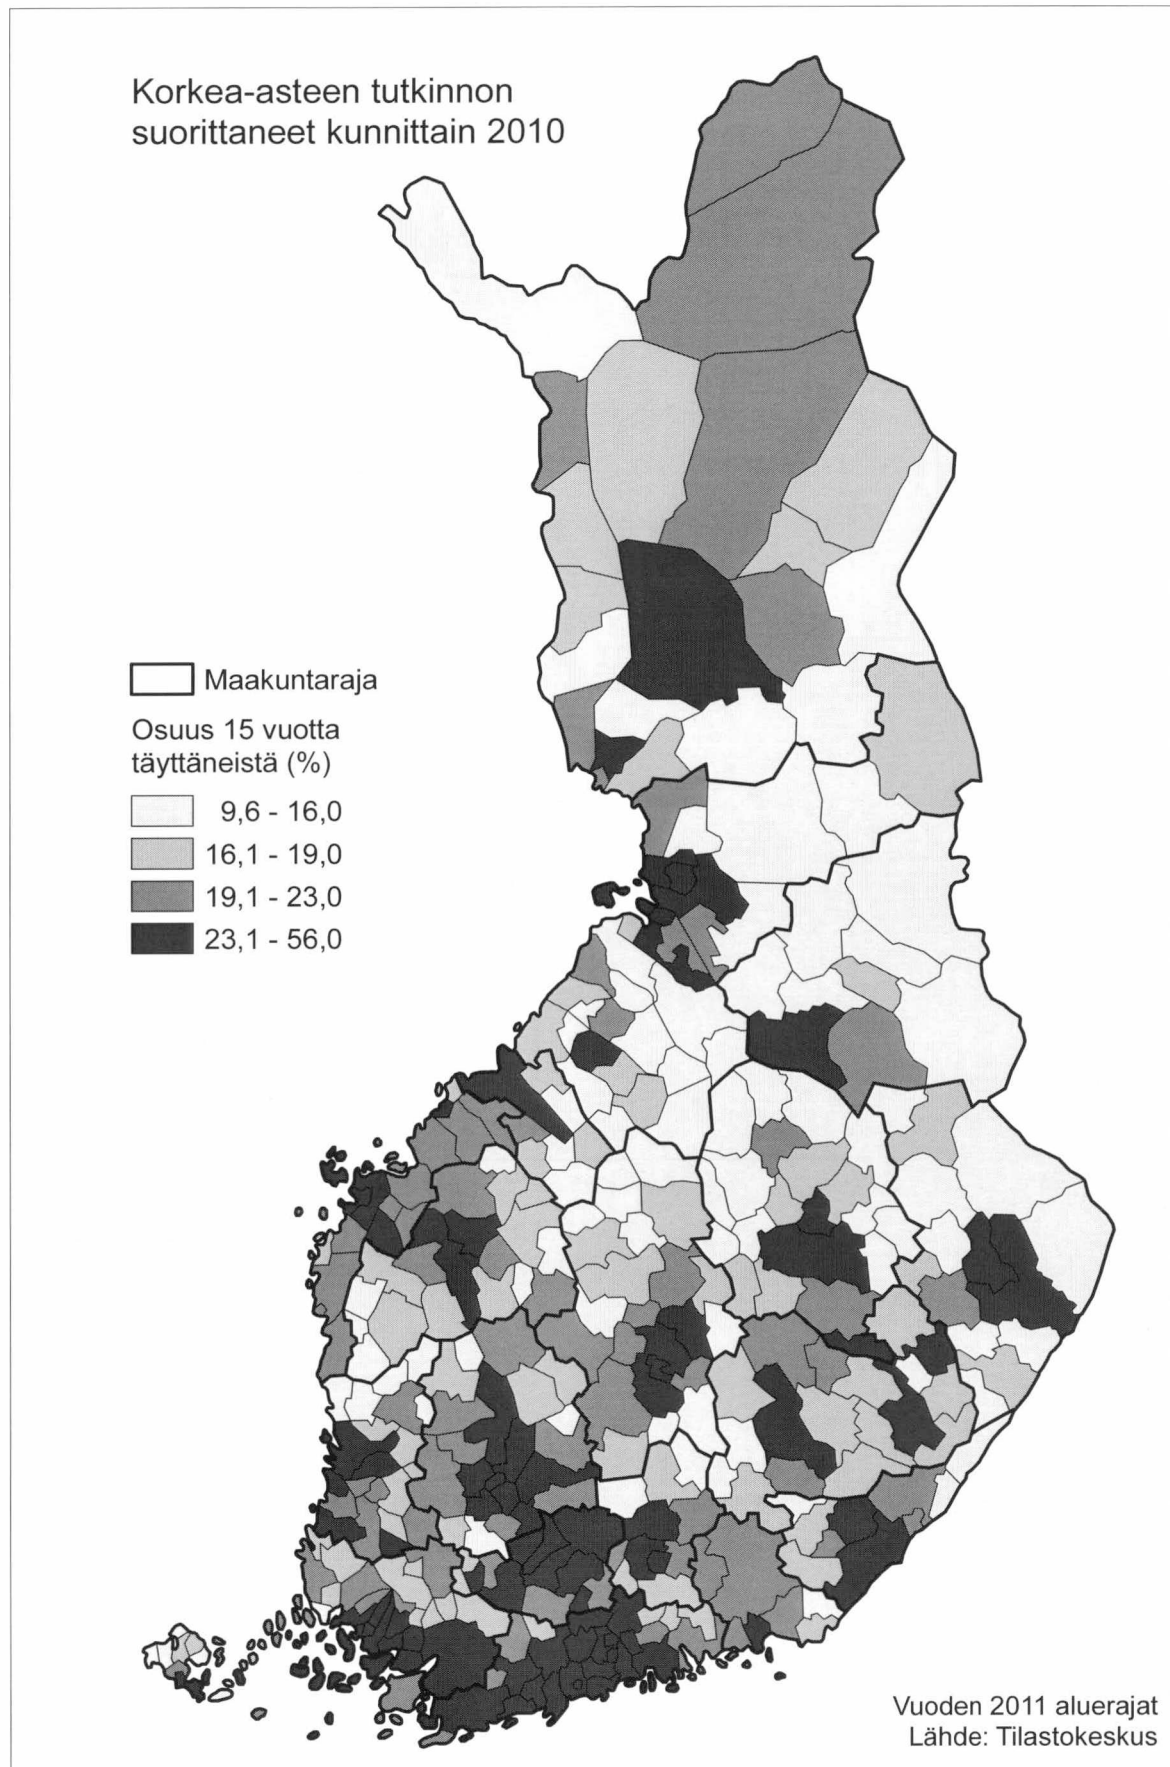 Korkea-asteen tutkinnon
suorittaneet kunnittain 2010
Maakuntaraja
Osuus 15 vuotta
täyttäneistä (%)
9,6 - 16,0
16,1 - 19,0
19,1 - 23,0
23,1 - 56,0
Vuoden 2011 aluerajat
Lähde: Tilastokeskus